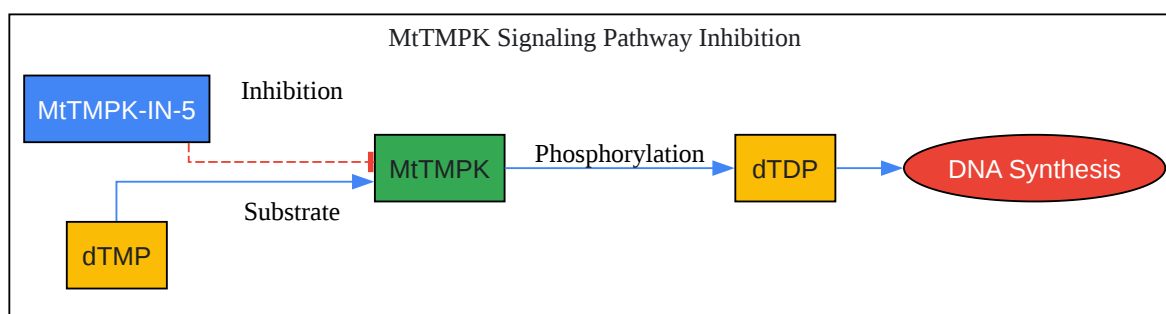 MtTMPK Signaling Pathway Inhibition
MtTMPK-IN-5
Inhibition
MtTMPK
Phosphorylation
dTDP
DNA Synthesis
Substrate
dTMP